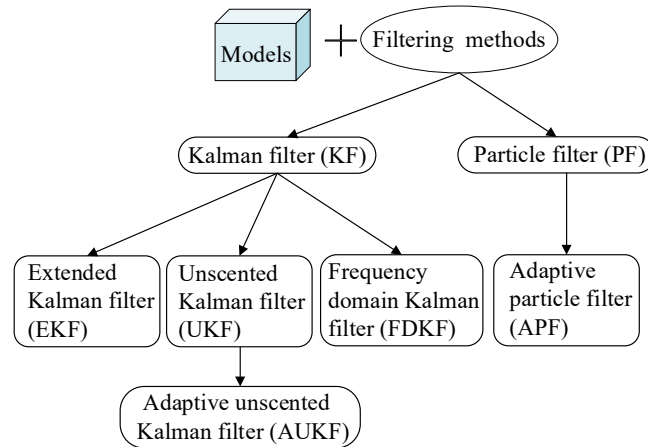 Models
+
Filtering methods
Kalman filter (KF)
Particle filter (PF)
Extended
Kalman filter
(EKF)
Unscented
Kalman filter
(UKF)
Frequency
domain Kalman
filter (FDKF)
Adaptive
particle filter
(APF)
Adaptive unscented
Kalman filter (AUKF)